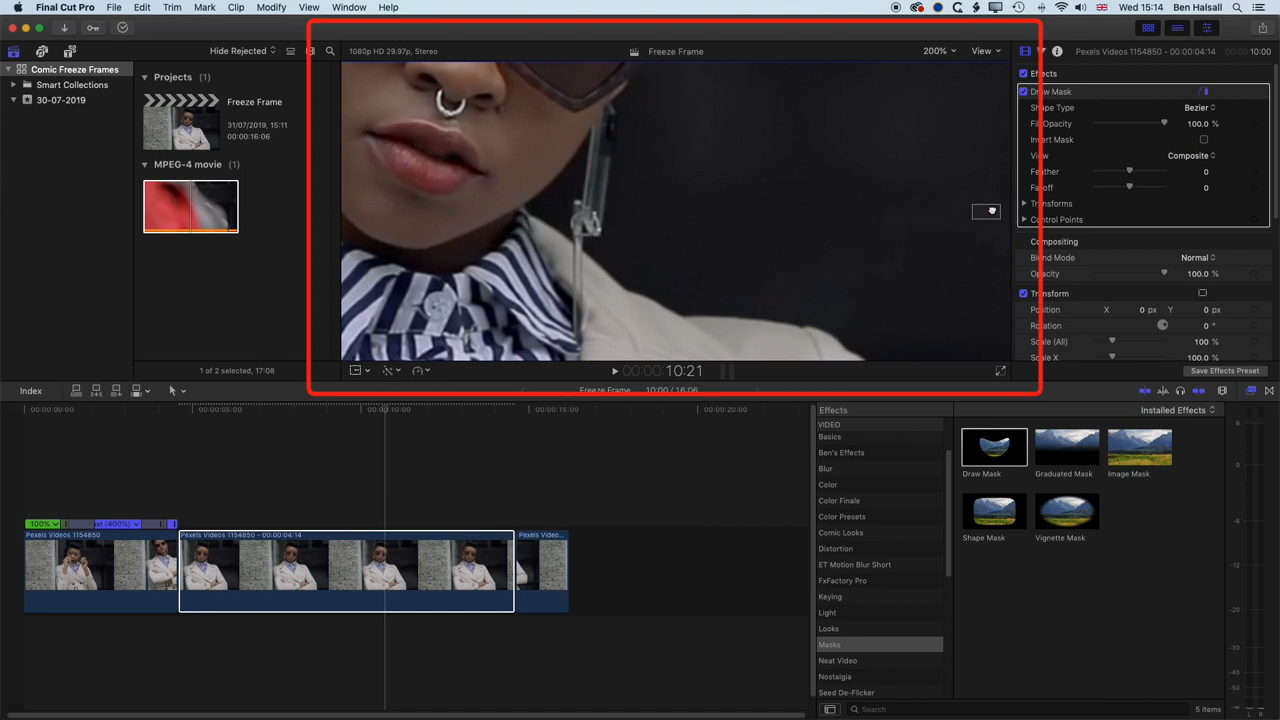 Final Cut Pro File Edit Trim Mark Clip Modify View Window Help
Wed 15:14 Ben Halsall
Hide Rejected
1080p HD 29.97p, Stereo
Freeze Frame
200%
View
Pexels Videos 1154850 - 00:00:04:14
10:00
Comic Freeze Frames
Smart Collections
30-07-2019
Projects (1)
Freeze Frame
31/07/2019, 15:11
00:00:16:06
MPEG-4 movie (1)
1 of 2 selected, 17:08
00:00:00:10:21
Effects
Draw Mask
Shape Type Bezier
Fill Opacity 100.0 %
Invert Mask
View Composite
Feather 0
Falloff 0
Transforms
Control Points
Compositing
Blend Mode Normal
Opacity 100.0 %
Transform
Position X 0 px Y 0 px
Rotation 0 °
Scale (All) 100 %
Scale X 100.0 %
Save Effects Preset
Index
Freeze Frame 10:00 / 16:06
00:00:00:00
00:00:05:00
00:00:10:00
00:00:15:00
00:00:20:00
100%
(400%)
Pexels Videos 1154850
Pexels Videos 1154850 - 00:00:04:14
Pexels Video...
Effects
Installed Effects
VIDEO
Basics
Ben's Effects
Blur
Color
Color Finale
Color Presets
Comic Looks
Distortion
ET Motion Blur Short
FxFactory Pro
Keying
Light
Looks
Masks
Neat Video
Nostalgia
Seed De-Flicker
Draw Mask
Graduated Mask
Image Mask
Shape Mask
Vignette Mask
Search
5 items
6
0
-6
-12
-20
-30
-40
-50
-∞
L R